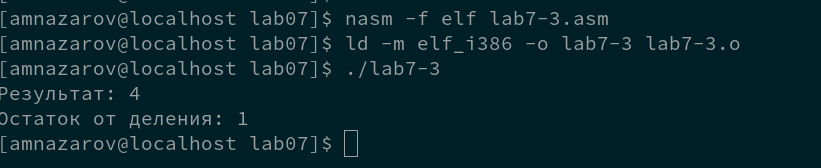 [amnazarov@localhost lab07]$ nasm -f elf lab7-3.asm
[amnazarov@localhost lab07]$ ld -m elf_i386 -o lab7-3 lab7-3.o
[amnazarov@localhost lab07]$ ./lab7-3
Результат: 4
Остаток от деления: 1
[amnazarov@localhost lab07]$